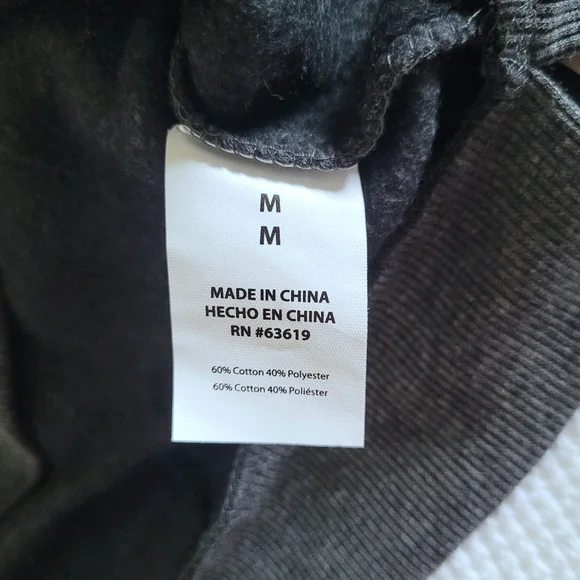 M
M
MADE IN CHINA
HECHO EN CHINA
RN #63619
60% Cotton 40% Polyester
60% Cotton 40% Poliéster